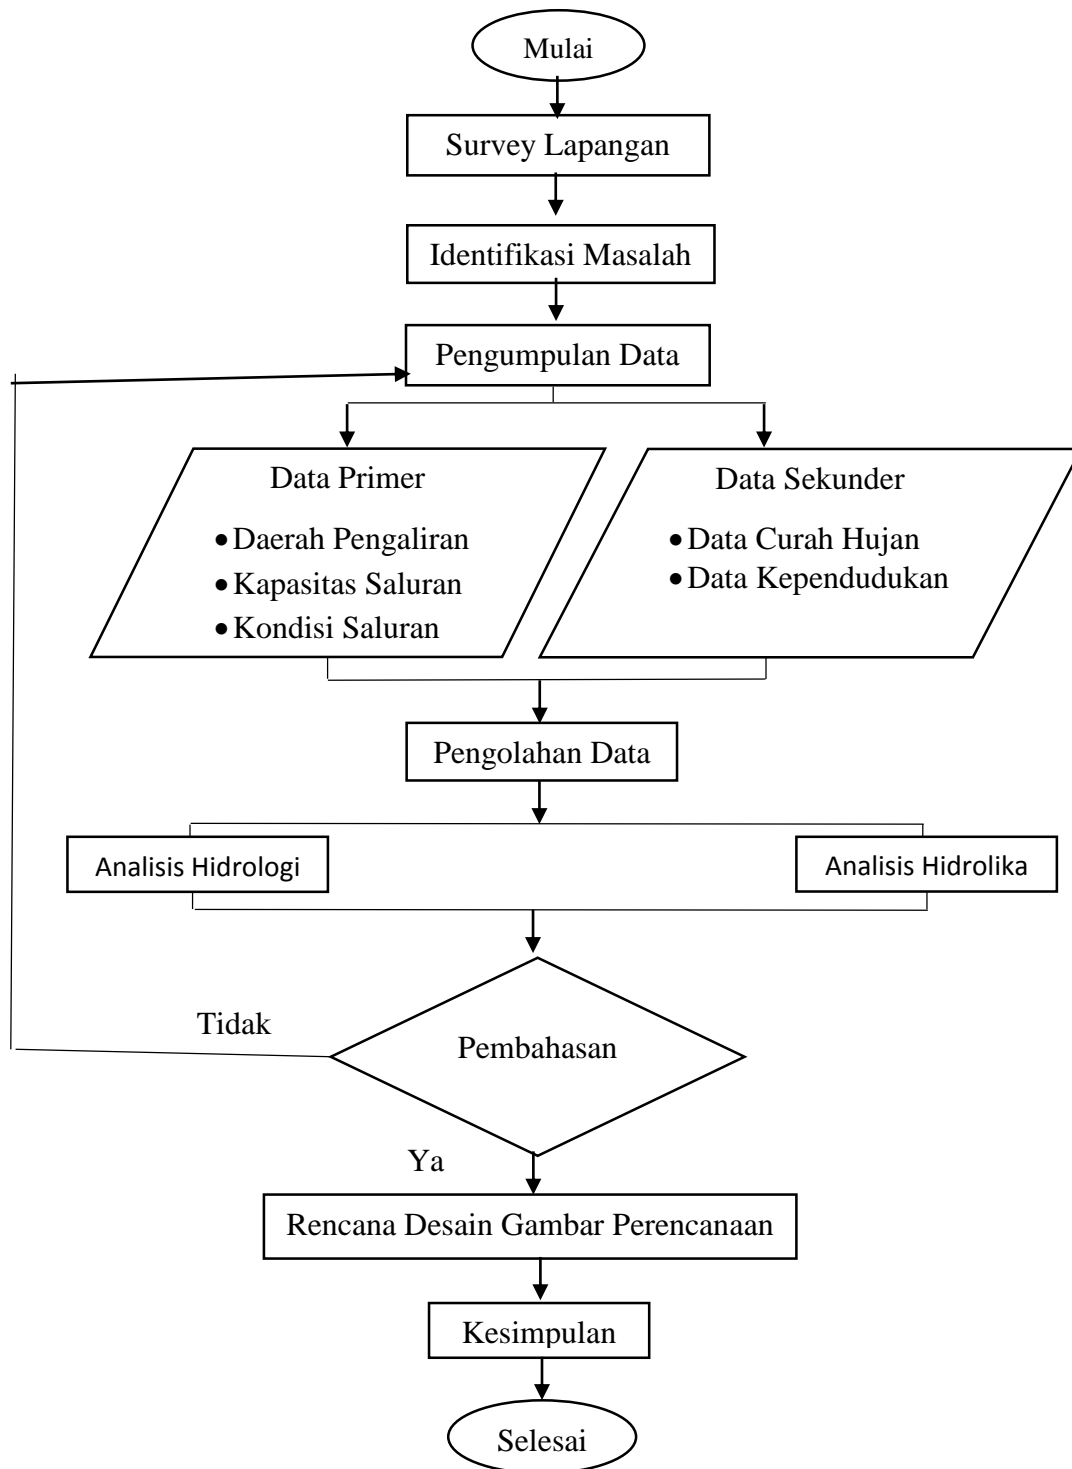 Mulai
Survey Lapangan
Identifikasi Masalah
Pengumpulan Data
Data Primer
• Daerah Pengaliran
• Kapasitas Saluran
• Kondisi Saluran
Data Sekunder
• Data Curah Hujan
• Data Kependudukan
Pengolahan Data
Analisis Hidrologi
Analisis Hidrolika
Tidak
Pembahasan
Ya
Rencana Desain Gambar Perencanaan
Kesimpulan
Selesai